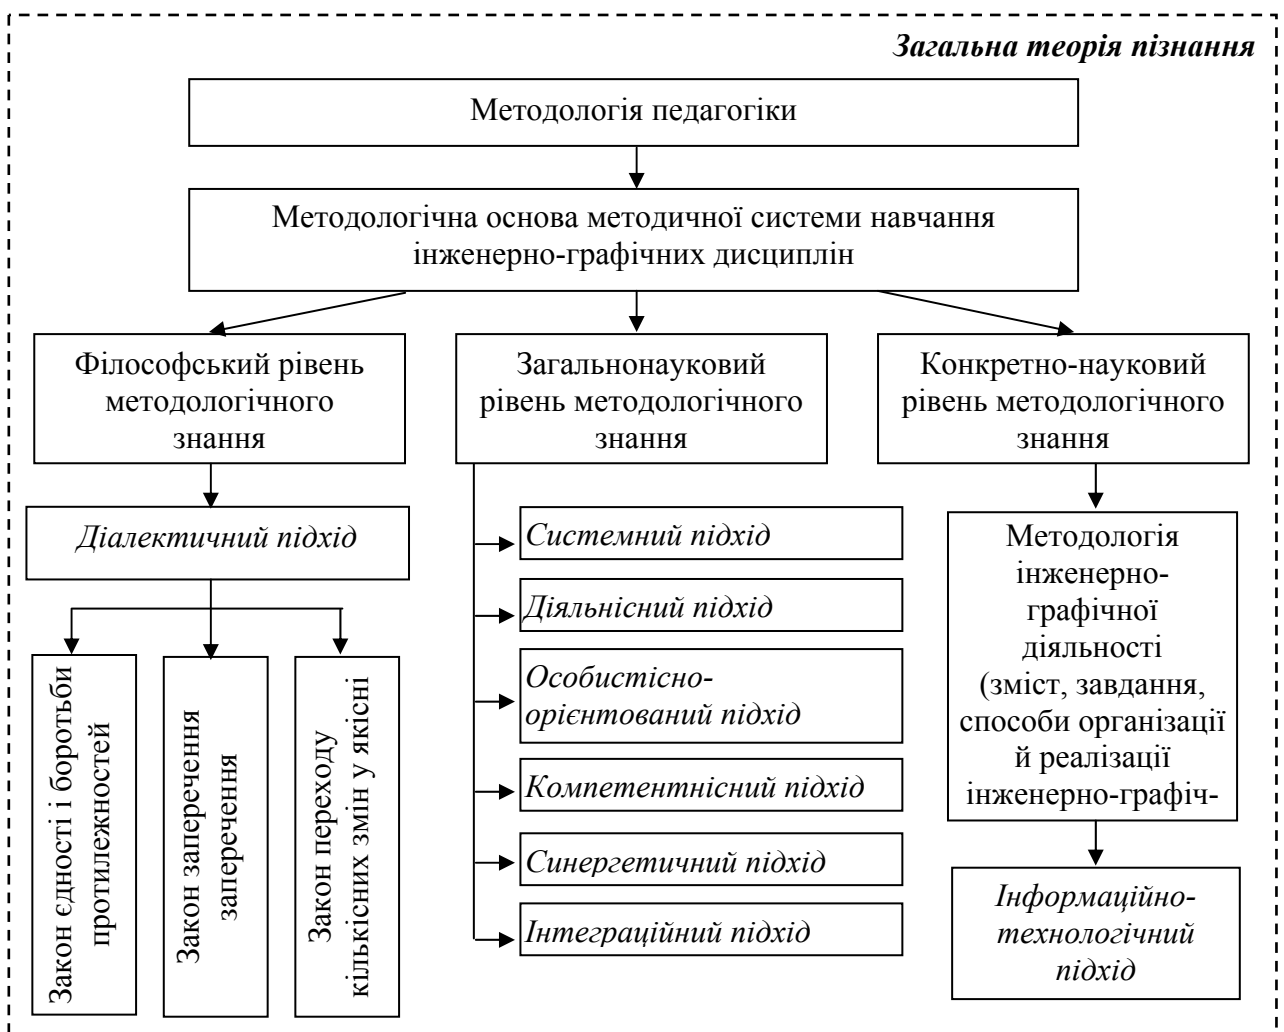 Загальна теорія пізнання
Методологія педагогіки
Методологічна основа методичної системи навчання
інженерно-графічних дисциплін
Філософський рівень
методологічного
знання
Загальнонауковий
рівень методологічного
знання
Конкретно-науковий
рівень методологічного
знання
Діалектичний підхід
Закон єдності і боротьби
протилежностей
Закон заперечення
заперечення
Закон переходу
кількісних змін у якісні
Системний підхід
Діяльнісний підхід
Особистісно-
орієнтований підхід
Компетентнісний підхід
Синергетичний підхід
Інтеграційний підхід
Методологія
інженерно-
графічної
діяльності
(зміст, завдання,
способи організації
й реалізації
інженерно-графіч-
Інформаційно-
технологічний
підхід